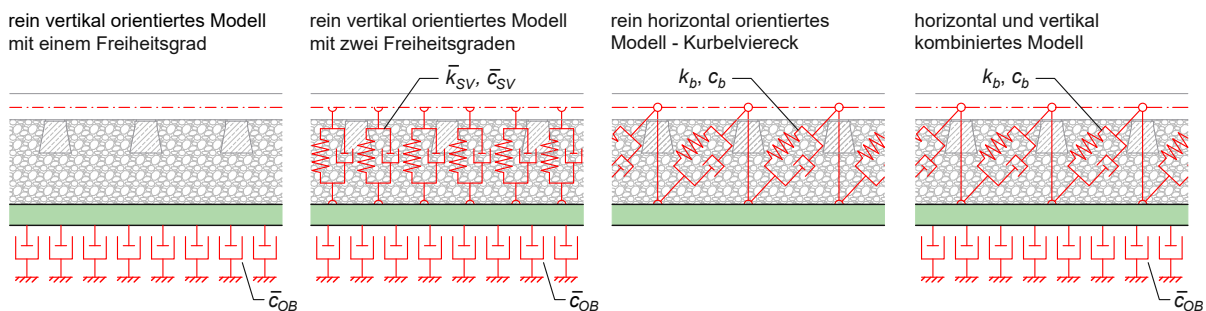 rein vertikal orientiertes Modell
mit einem Freiheitsgrad
rein vertikal orientiertes Modell
mit zwei Freiheitsgraden
rein horizontal orientiertes
Modell - Kurbelviereck
horizontal und vertikal
kombiniertes Modell
k̄SV, c̄SV
kb, cb
kb, cb
c̄OB
c̄OB
c̄OB